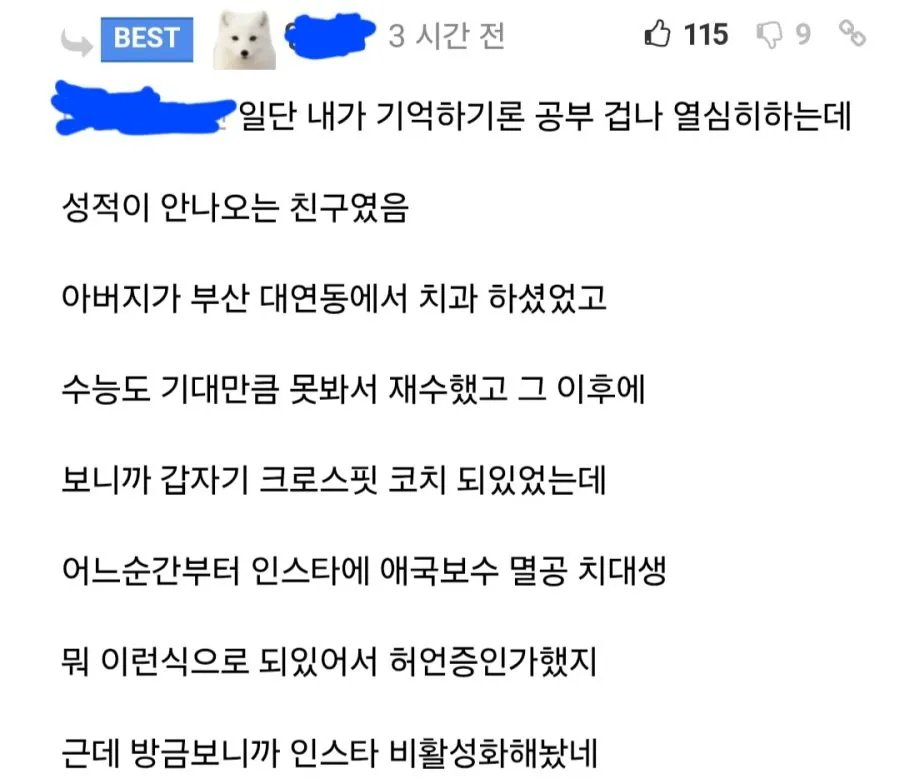 BEST 3 시간 전 115 9
일단 내가 기억하기론 공부 겁나 열심히하는데
성적이 안나오는 친구였음
아버지가 부산 대연동에서 치과 하셨었고
수능도 기대만큼 못봐서 재수했고 그 이후에
보니까 갑자기 크로스핏 코치 되있었는데
어느순간부터 인스타에 애국보수 멸공 치대생
뭐 이런식으로 되있어서 허언증인가했지
근데 방금보니까 인스타 비활성화해놨네